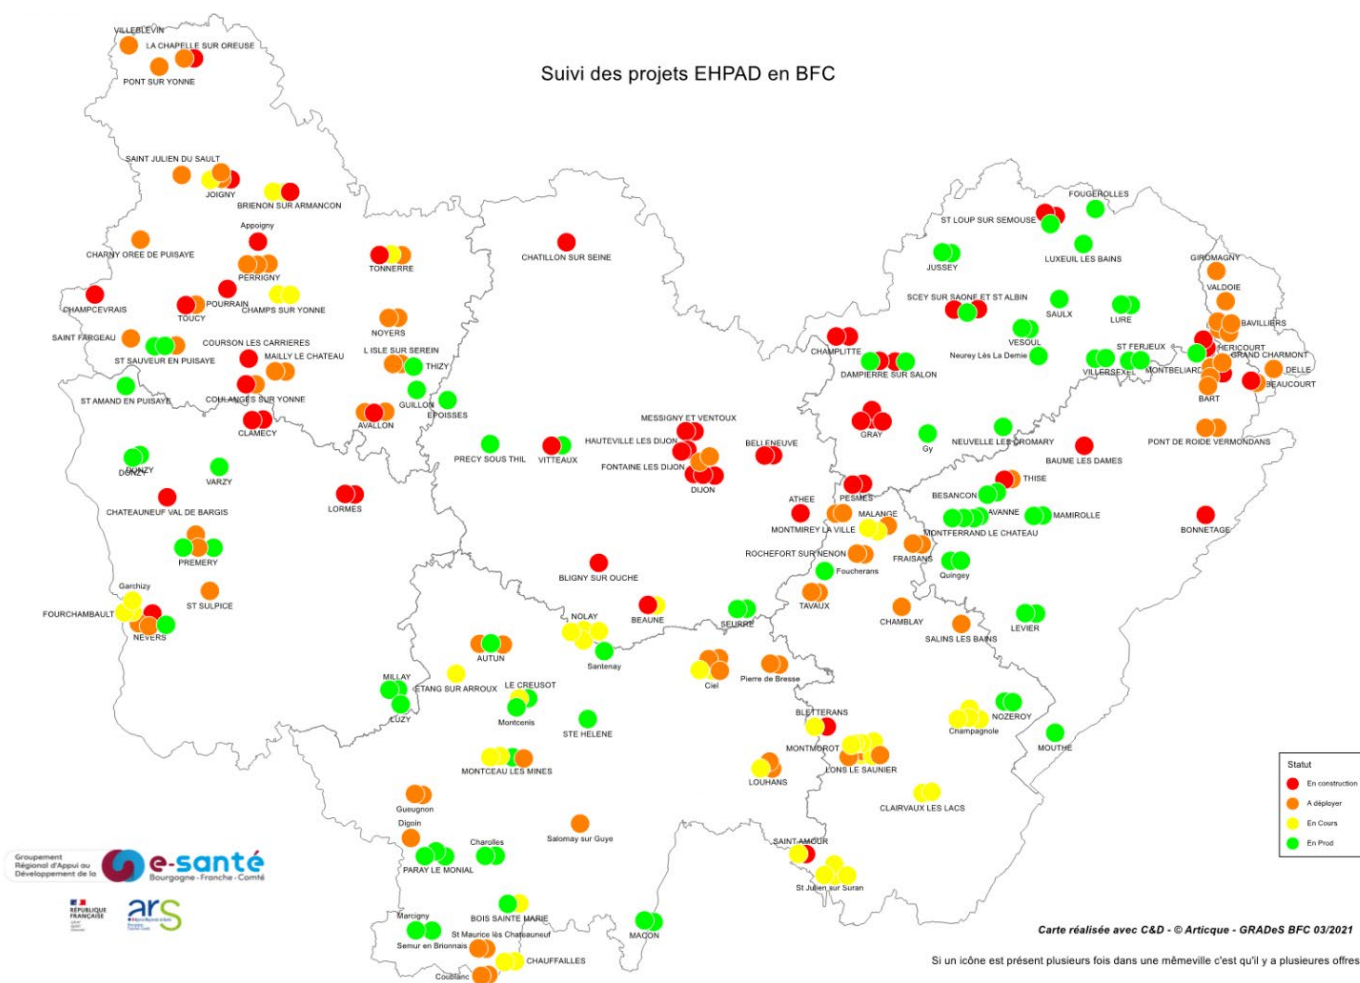 Suivi des projets EHPAD en BFC
VILLEBLEVIN
LA CHAPELLE SUR OREUSE
PONT SUR YONNE
SAINT JULIEN DU SAULT
JOIGNY
BRIENON SUR ARMANCON
FOUGEROLLES
ST LOUP SUR SEMOUSE
Appoigny
CHARNY OREE DE PUISAYE
CHATILLON SUR SEINE
LUXEUIL LES BAINS
TONNERRE
JUSSEY
GIROMAGNY
PERRIGNY
VALDOIE
CHAMPCEVRAIS
POURRAIN
TOUCY
CHAMPS SUR YONNE
SCEY SUR SAONE ET ST ALBIN
SAULX
LURE
BAVILLIERS
NOYERS
SAINT FARGEAU
COURSON LES CARRIERES
CHAMPLITTE
VESOUL
ST FERJEUX
HERICOURT
ST SAUVEUR EN PUISAYE
MAILLY LE CHATEAU
L ISLE SUR SEREIN
THIZY
Neurey Lès La Demie
GRAND CHARMONT
DAMPIERRE SUR SALON
VILLERSEXEL
MONTBELIARD
DELLE
BEAUCOURT
ST AMAND EN PUISAYE
COULANGES SUR YONNE
GUILLON
EPOISSES
BART
AVALLON
MESSIGNY ET VENTOUX
CLAMECY
GRAY
HAUTEVILLE LES DIJON
BELLENEUVE
Gy
NEUVELLE LES CROMARY
PONT DE ROIDE VERMONDANS
PRECY SOUS THIL
VITTEAUX
BAUME LES DAMES
DONZY
DONZY
FONTAINE LES DIJON
VARZY
DIJON
THISE
CHATEAUNEUF VAL DE BARGIS
LORMES
ATHEE
PESMES
BESANCON
MALANGE
AVANNE
MAMIROLLE
MONTMIREY LA VILLE
MONTFERRAND LE CHATEAU
BONNETAGE
PREMERY
ROCHEFORT SUR NENON
FRAISANS
BLIGNY SUR OUCHE
Foucherans
Quingey
Garchizy
FOURCHAMBAULT
ST SULPICE
TAVAUX
NEVERS
BEAUNE
SEURRE
CHAMBLAY
LEVIER
NOLAY
SALINS LES BAINS
AUTUN
Santenay
Pierre de Bresse
MILLAY
ETANG SUR ARROUX
LE CREUSOT
Ciel
LUZY
Montcenis
STE HELENE
BLETTERANS
NOZEROY
Champagnole
MOUTHE
MONTMOROT
MONTCEAU LES MINES
LONS LE SAUNIER
LOUHANS
Gueugnon
CLAIRVAUX LES LACS
Digoin
Salornay sur Guye
Charolles
SAINT AMOUR
PARAY LE MONIAL
St Julien sur Suran
BOIS SAINTE MARIE
Marcigny
MACON
St Maurice lès Chateauneuf
Semur en Brionnais
CHAUFFAILLES
Coublanc
Statut
En construction
A déployer
En Cours
En Prod
Groupement
Régional d'Appui au
Développement de la
e-santé
Bourgogne - Franche - Comté
RÉPUBLIQUE
FRANÇAISE
ars
Carte réalisée avec C&D - © Articque - GRADeS BFC 03/2021
Si un icône est présent plusieurs fois dans une mêmeville c'est qu'il y a plusieures offres